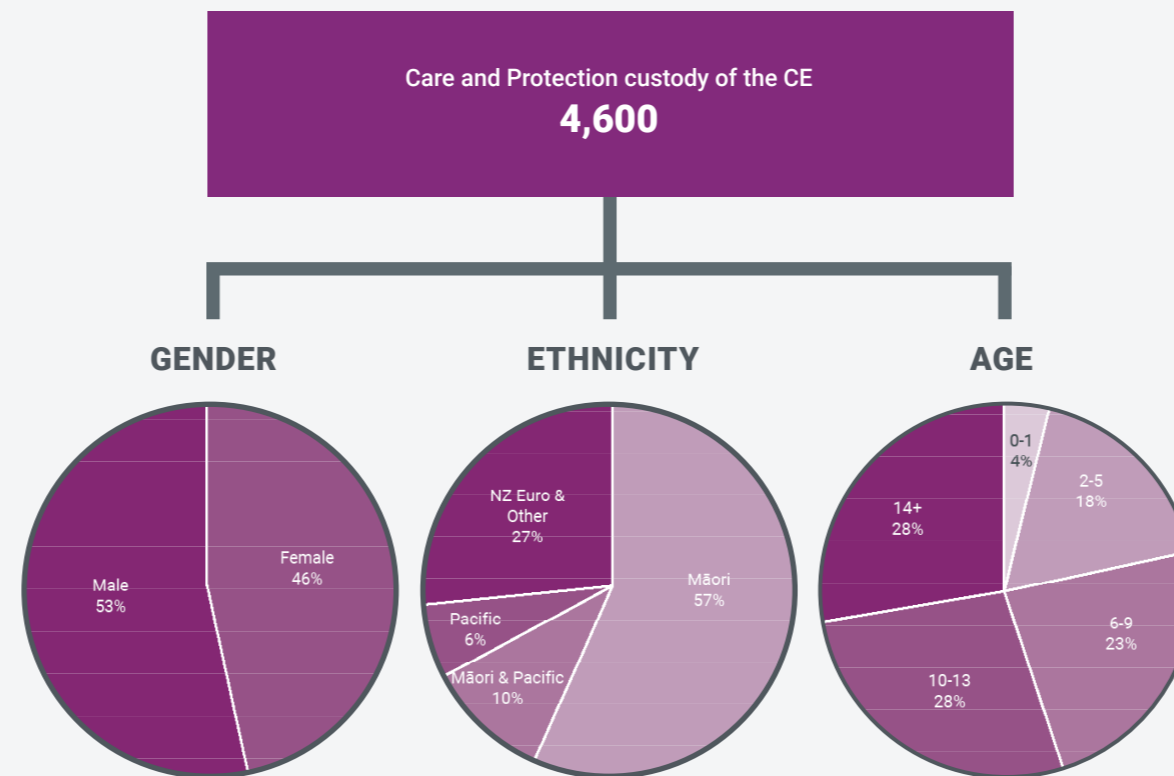 Care and Protection custody of the CE
4,600
GENDER
ETHNICITY
AGE
Male
53%
Female
46%
NZ Euro &
Other
27%
Pacific
6%
Māori & Pacific
10%
Māori
57%
0-1
4%
2-5
18%
6-9
23%
10-13
28%
14+
28%